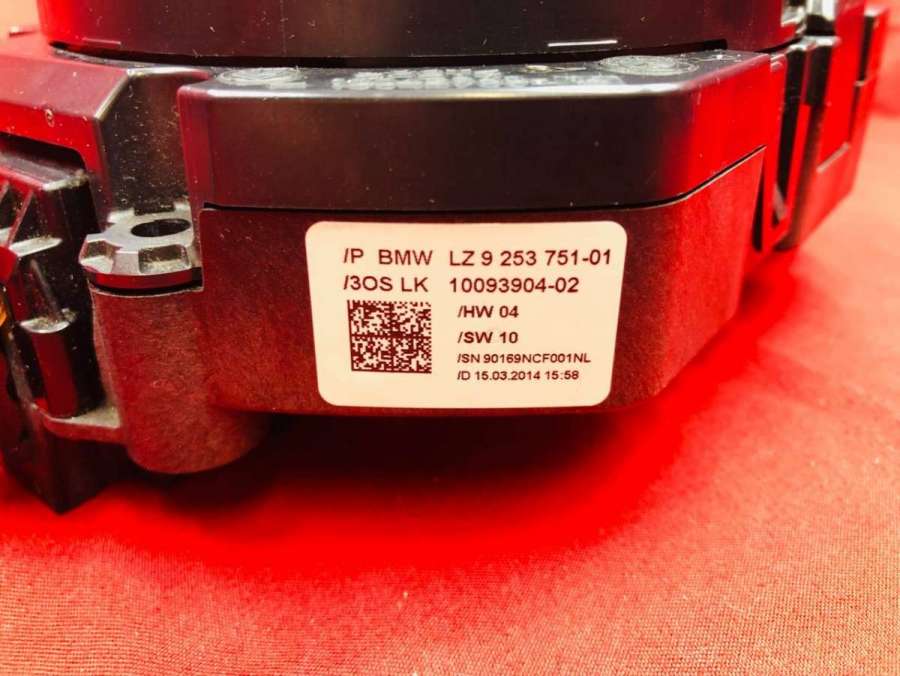 /P BMW LZ 9 253 751-01
/3OS LK 10093904-02
/HW 04
/SW 10
/SN 90169NCF001NL
/D 15.03.2014 15:58